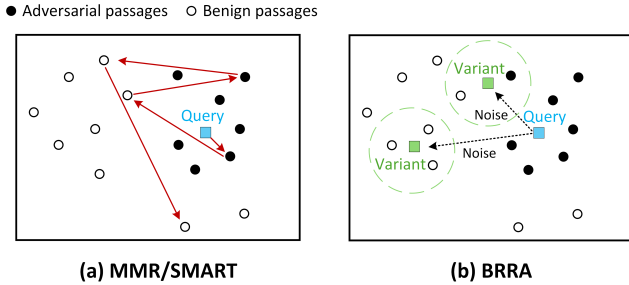 Adversarial passages Benign passages
Query
(a) MMR/SMART
Variant
Noise
Query
Noise
Variant
(b) BRRA